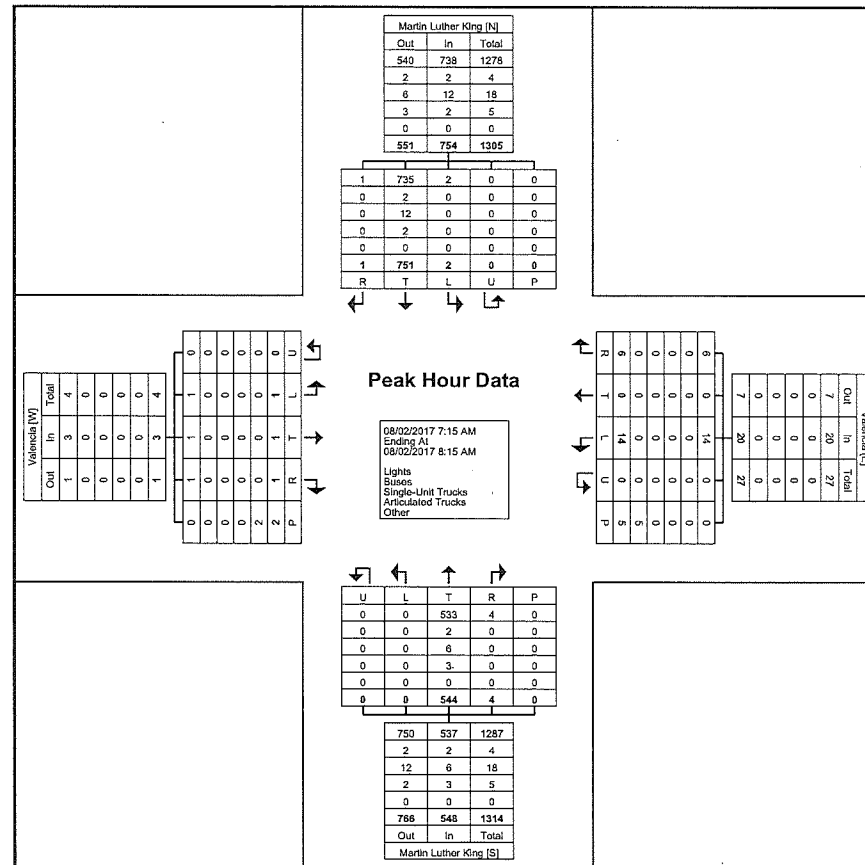 Martin Luther King [N]
Out In Total
540 738 1278
2 2 4
6 12 18
3 2 5
0 0 0
551 754 1305
1 735 2 0 0
0 2 0 0 0
0 12 0 0 0
0 2 0 0 0
0 0 0 0 0
1 751 2 0 0
R T L U P
Valencia [W]
Total 4 0 0 0 0 4
In 3 0 0 0 0 3
Out 1 0 0 0 0 1
0 0 0 0 0 0 U
1 0 0 0 0 1 L
1 0 0 0 0 1 T
1 0 0 0 0 1 R
0 0 0 0 2 2 P
Peak Hour Data
08/02/2017 7:15 AM
Ending At
08/02/2017 8:15 AM
Lights
Buses
Single-Unit Trucks
Articulated Trucks
Other
R 6 0 0 0 0 6
T 0 0 0 0 0 0
L 14 0 0 0 0 14
U 0 0 0 0 0 0
P 5 5 0 0 0 0
7 0 0 0 0 7 Out
20 0 0 0 0 20 In
27 0 0 0 0 27 Total
U L T R P
0 0 533 4 0
0 0 2 0 0
0 0 6 0 0
0 0 3 0 0
0 0 0 0 0
0 0 544 4 0
750 537 1287
2 2 4
12 6 18
2 3 5
0 0 0
766 548 1314
Out In Total
Martin Luther King [S]